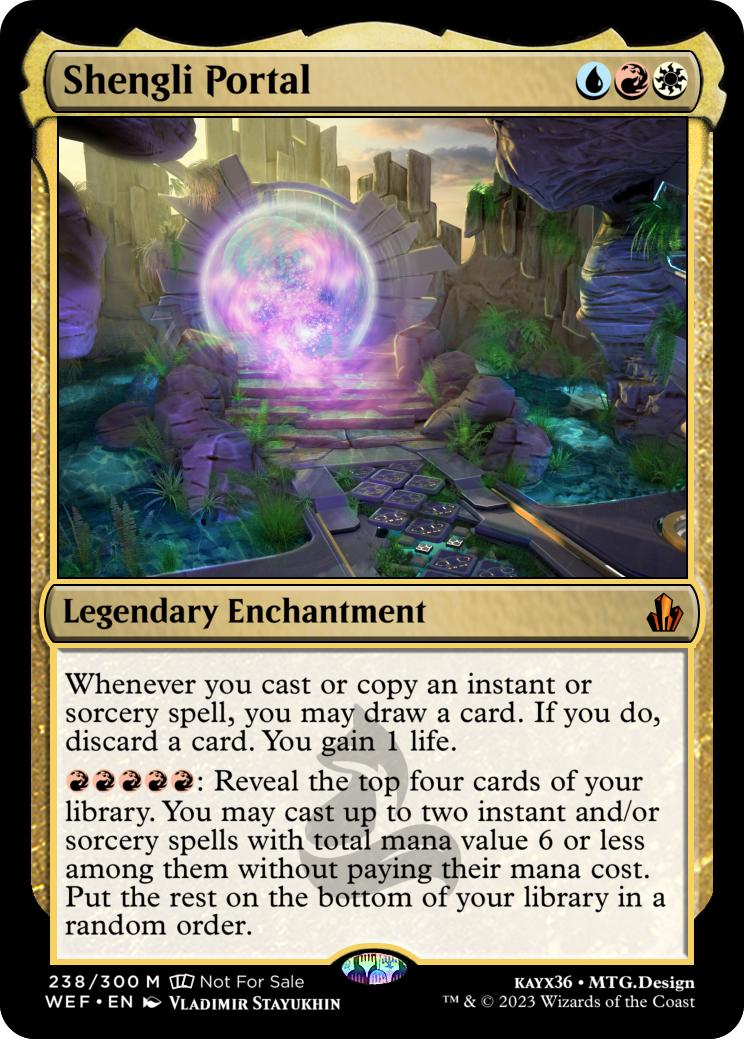 Shengli Portal
Legendary Enchantment
Whenever you cast or copy an instant or
sorcery spell, you may draw a card. If you do,
discard a card. You gain 1 life.
: Reveal the top four cards of your
library. You may cast up to two instant and/or
sorcery spells with total mana value 6 or less
among them without paying their mana cost.
Put the rest on the bottom of your library in a
random order.
238/300 M Not For Sale
KAYX36 • MTG.Design
WEF • EN Vladimir Stayukhin
™ & © 2023 Wizards of the Coast